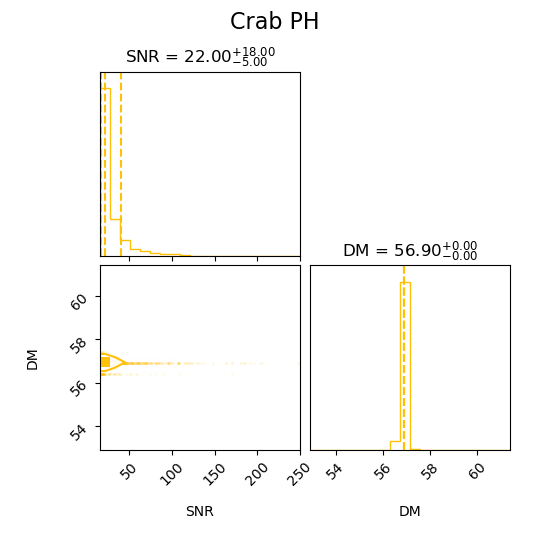 Crab PH
SNR = 22.00+18.00 −5.00
DM = 56.90+0.00 −0.00
60
58
56
54
DM
50
100
150
200
250
SNR
54
56
58
60
DM